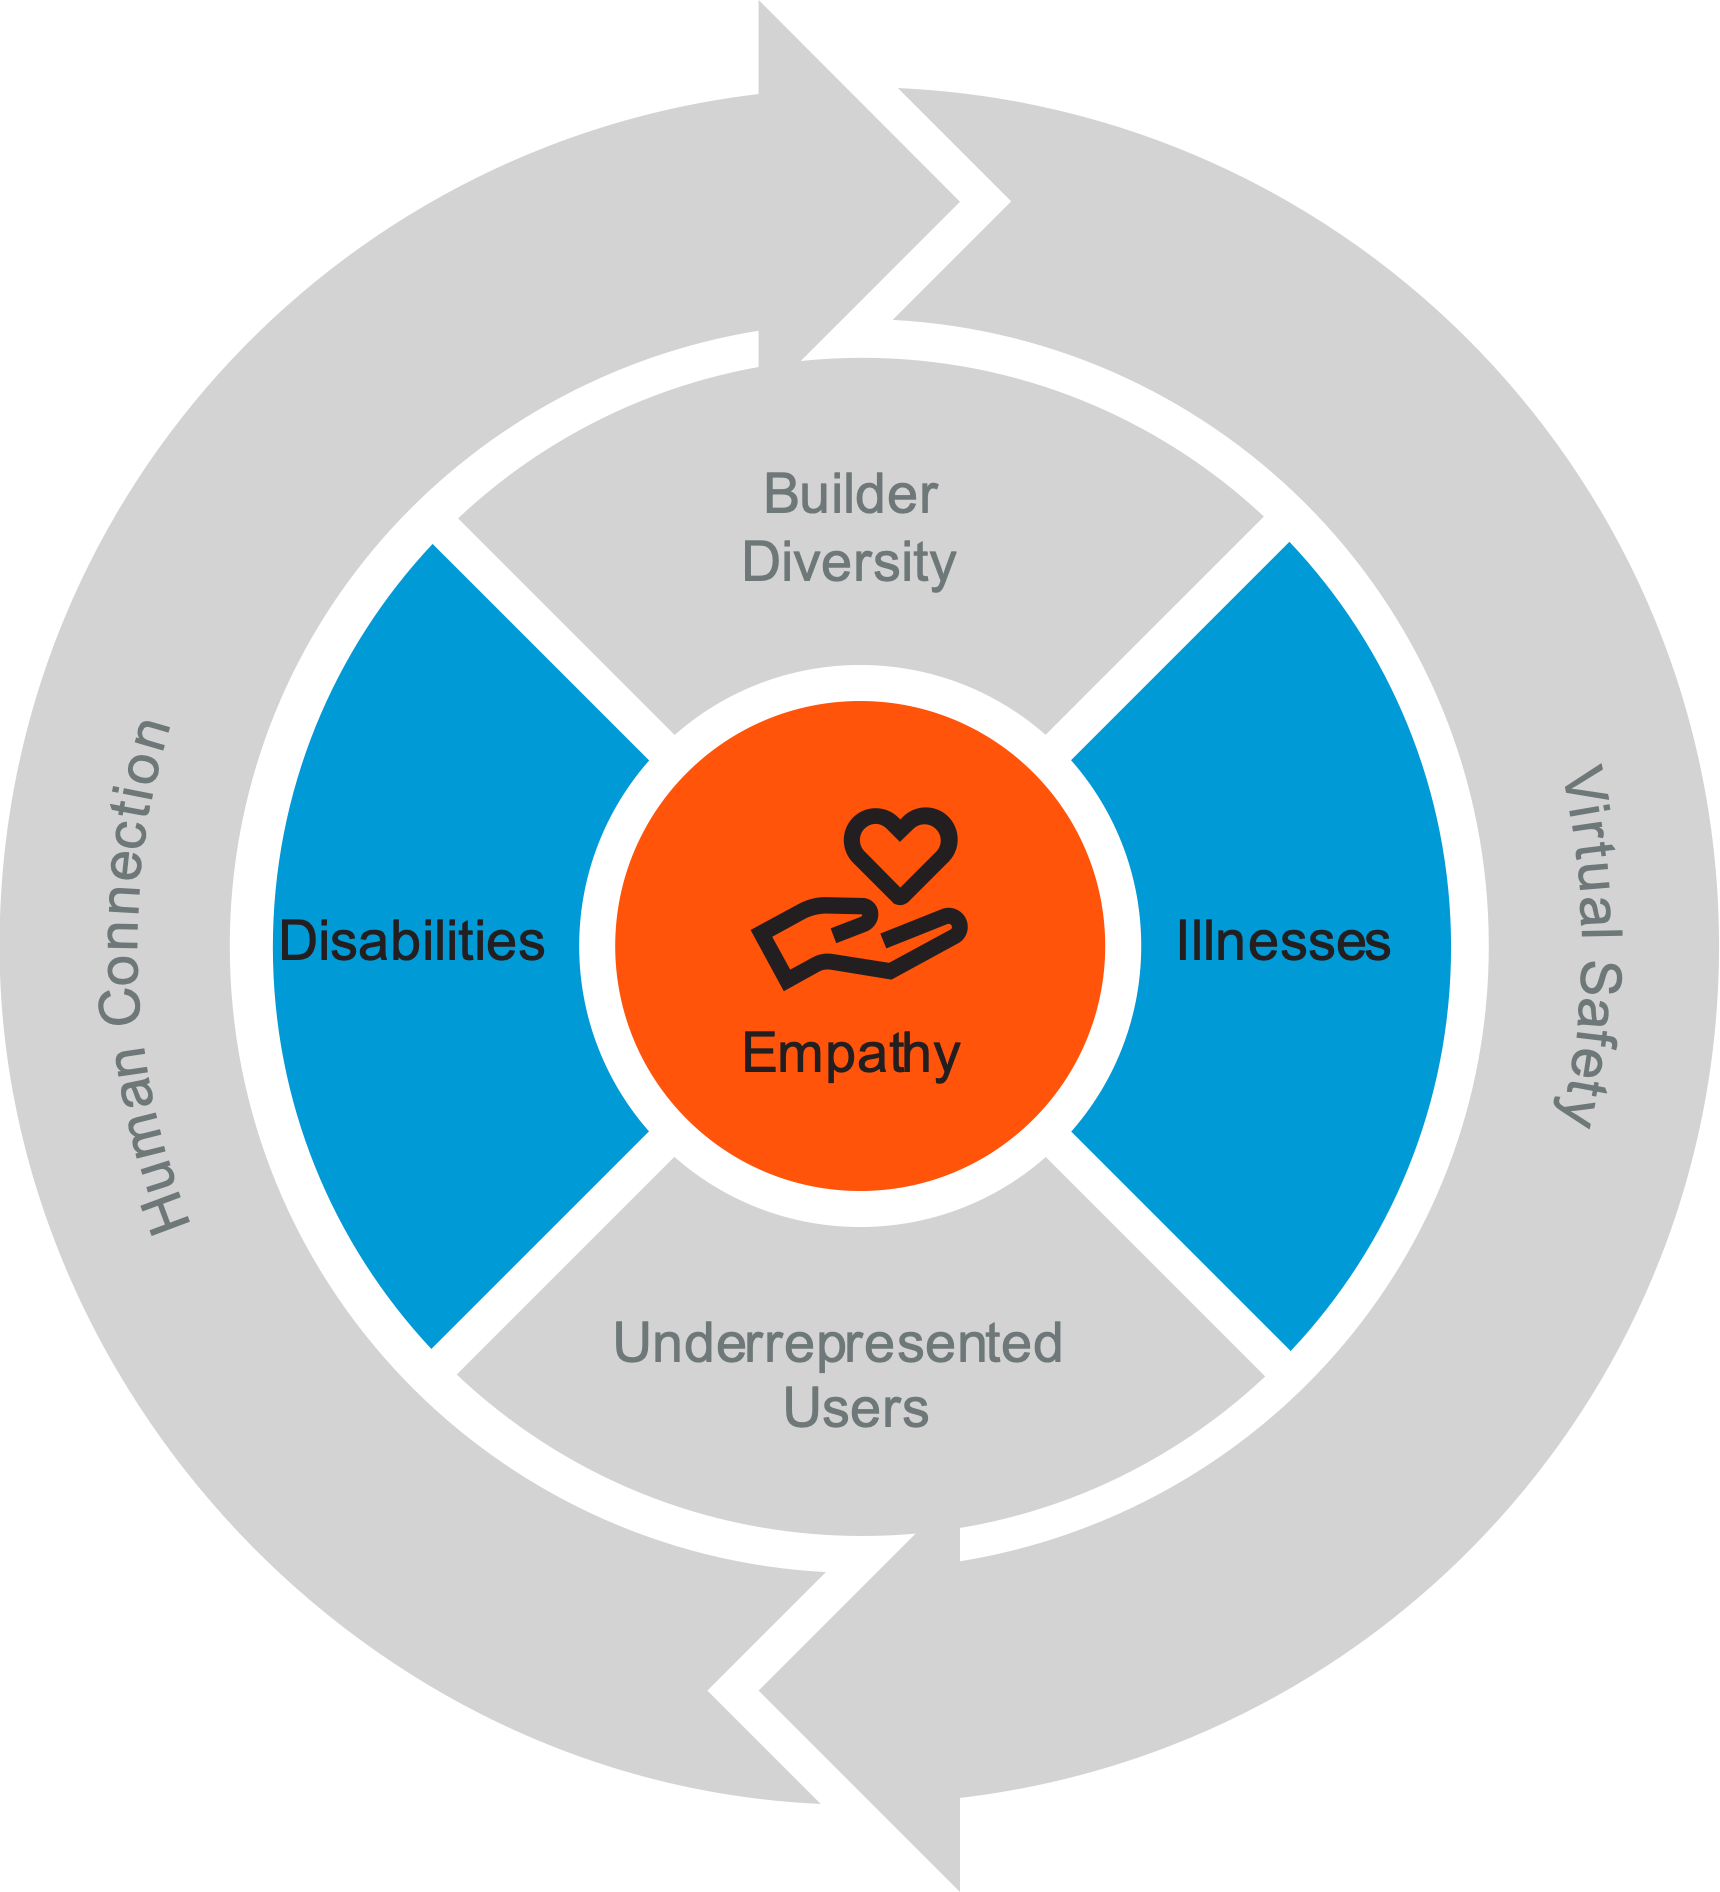 Builder
Diversity
Human Connection
Disabilities
Empathy
Illnesses
Virtual Safety
Underrepresented
Users